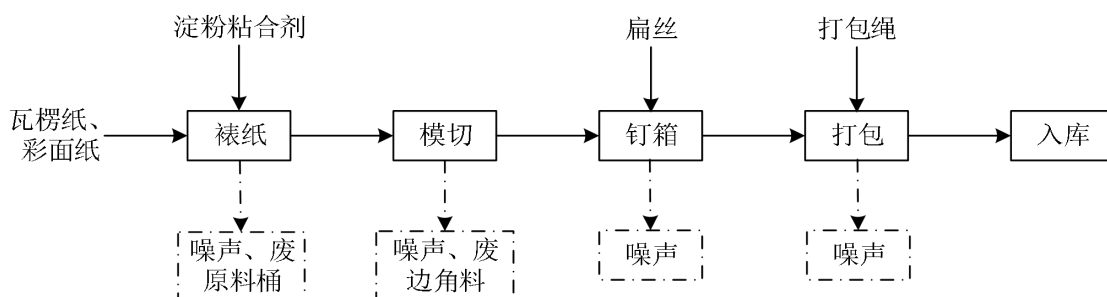 淀粉粘合剂
扁丝
打包绳
瓦楞纸、
彩面纸
裱纸
模切
钉箱
打包
入库
噪声、废
原料桶
噪声、废
边角料
噪声
噪声